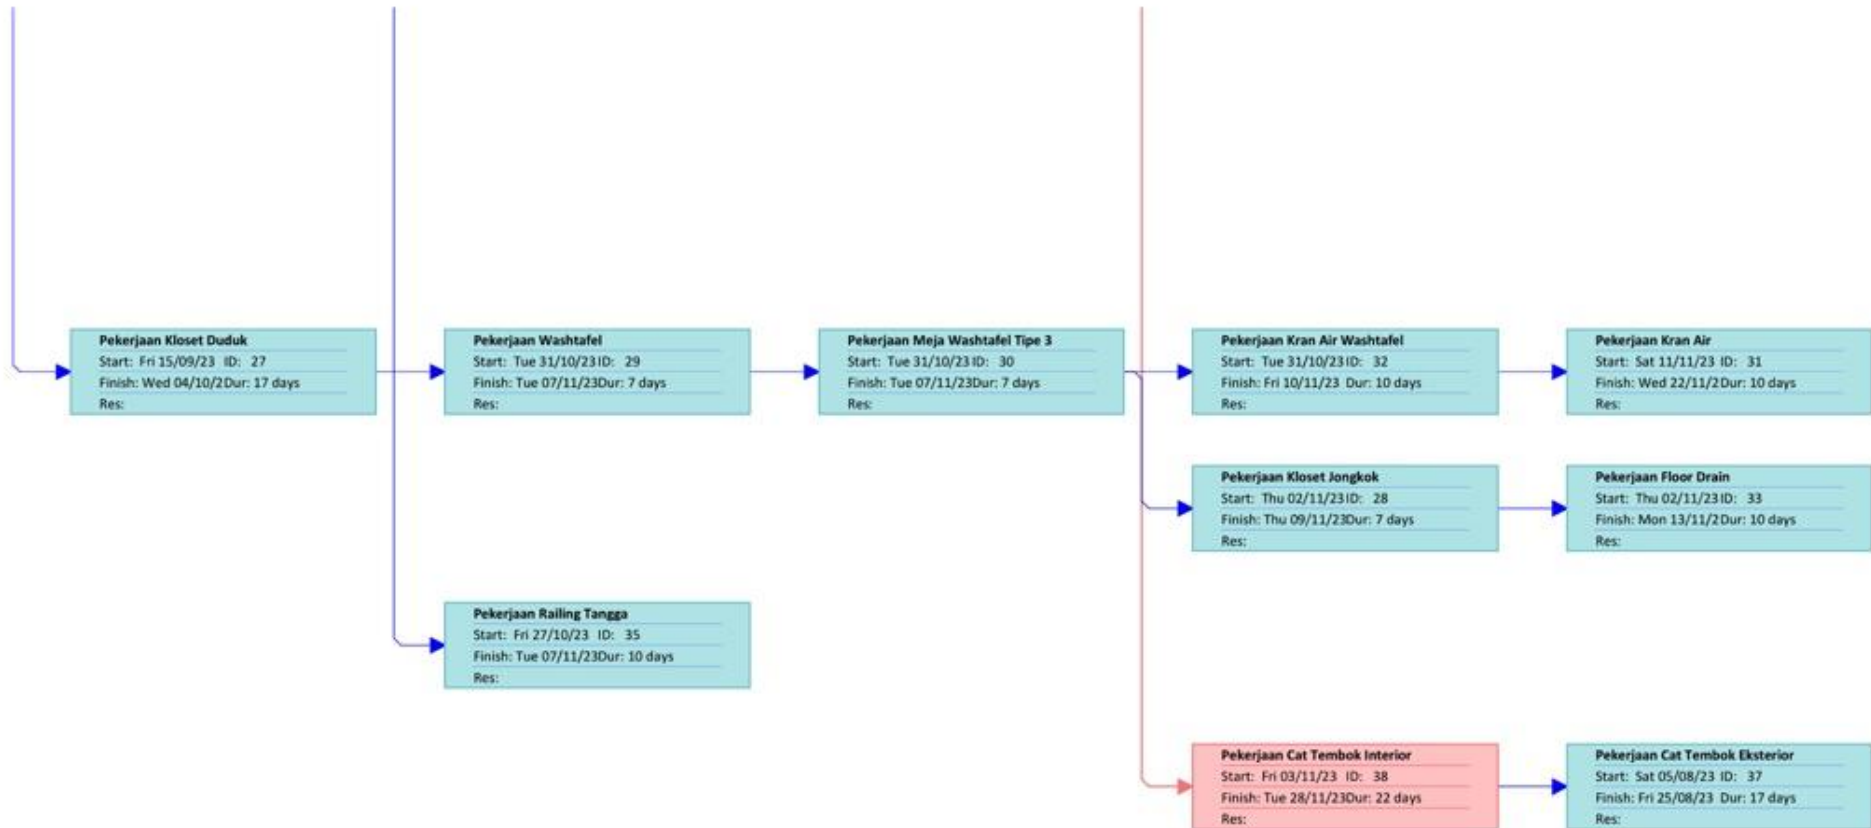 Pekerjaan Kloset Duduk
Start: Fri 15/09/23 ID: 27
Finish: Wed 04/10/2 Dur: 17 days
Res:
Pekerjaan Washtafel
Start: Tue 31/10/23 ID: 29
Finish: Tue 07/11/23 Dur: 7 days
Res:
Pekerjaan Meja Washtafel Tipe 3
Start: Tue 31/10/23 ID: 30
Finish: Tue 07/11/23 Dur: 7 days
Res:
Pekerjaan Kran Air Washtafel
Start: Tue 31/10/23 ID: 32
Finish: Fri 10/11/23 Dur: 10 days
Res:
Pekerjaan Kran Air
Start: Sat 11/11/23 ID: 31
Finish: Wed 22/11/2 Dur: 10 days
Res:
Pekerjaan Kloset Jongkok
Start: Thu 02/11/23 ID: 28
Finish: Thu 09/11/23 Dur: 7 days
Res:
Pekerjaan Floor Drain
Start: Thu 02/11/23 ID: 33
Finish: Mon 13/11/2 Dur: 10 days
Res:
Pekerjaan Railing Tangga
Start: Fri 27/10/23 ID: 35
Finish: Tue 07/11/23 Dur: 10 days
Res:
Pekerjaan Cat Tembok Interior
Start: Fri 03/11/23 ID: 38
Finish: Tue 28/11/23 Dur: 22 days
Res:
Pekerjaan Cat Tembok Eksterior
Start: Sat 05/08/23 ID: 37
Finish: Fri 25/08/23 Dur: 17 days
Res: